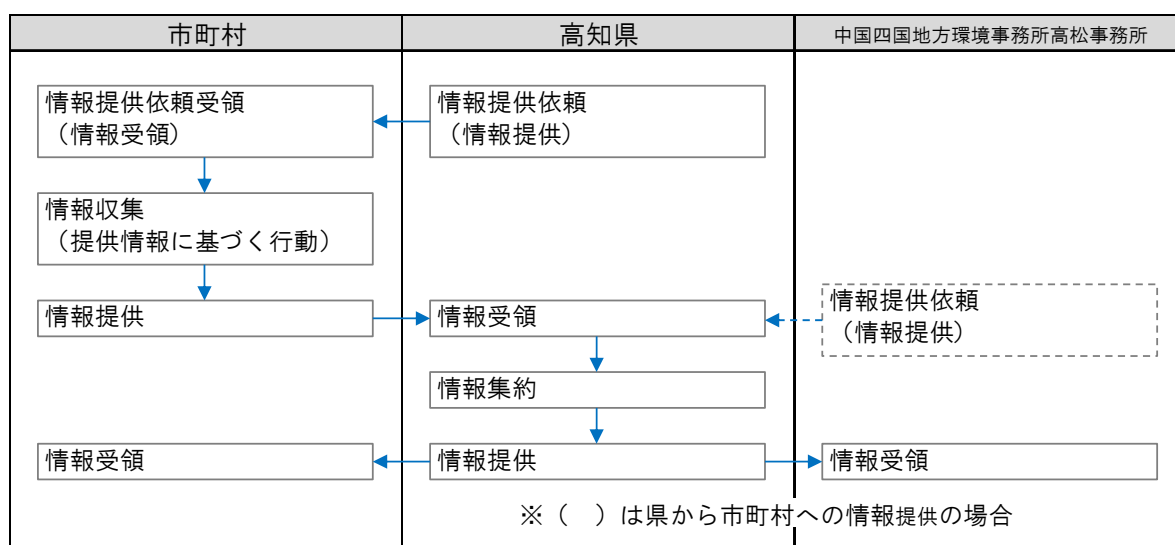 市町村
高知県
中国四国地方環境事務所高松事務所
情報提供依頼受領
（情報受領）
情報提供依頼
（情報提供）
情報収集
（提供情報に基づく行動）
情報提供
情報受領
情報提供依頼
（情報提供）
情報集約
情報受領
情報提供
情報受領
※（　）は県から市町村への情報提供の場合